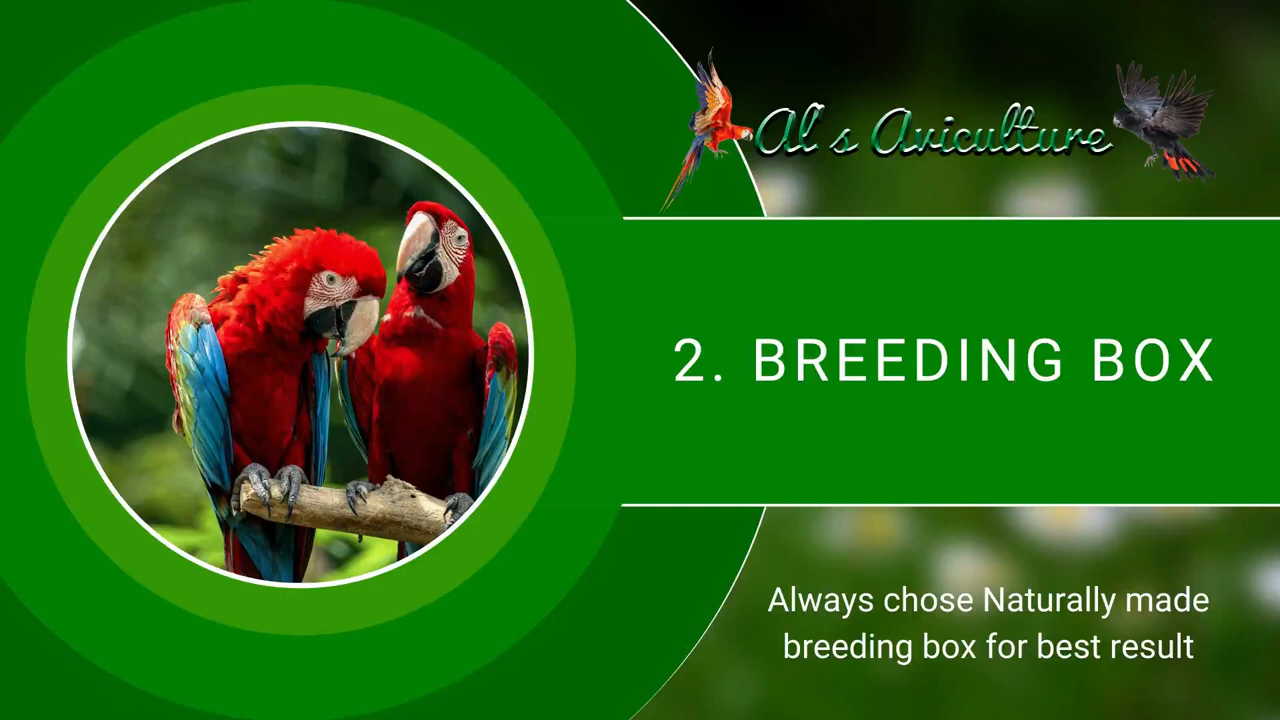 Al's Aviculture
2. BREEDING BOX
Always chose Naturally made
breeding box for best result